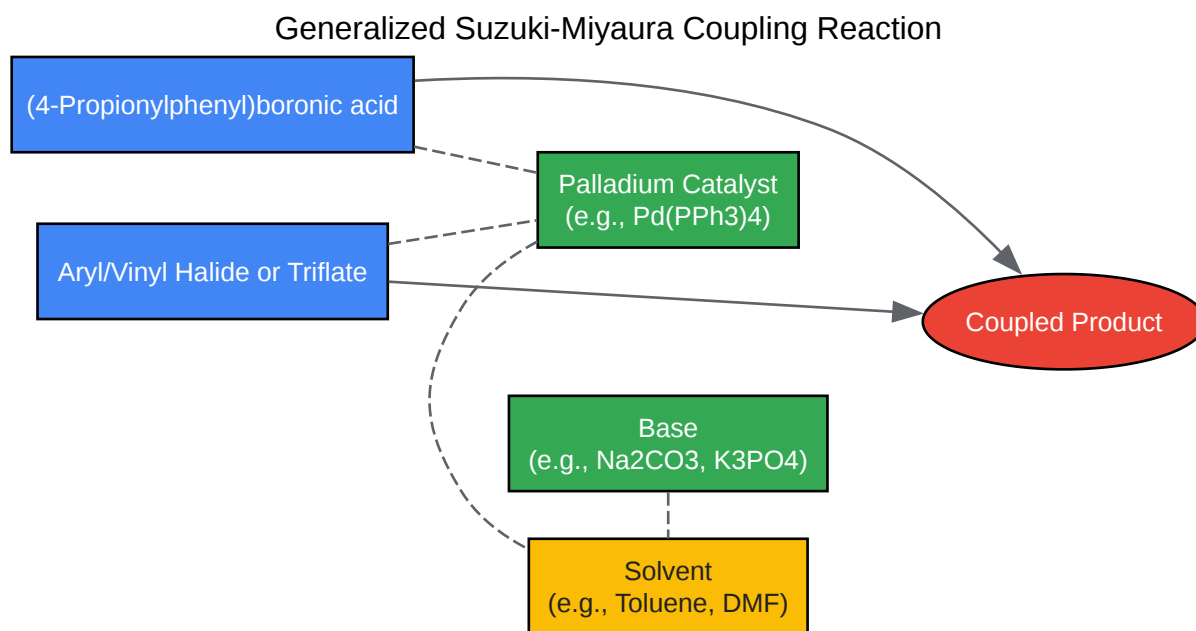 Generalized Suzuki-Miyaura Coupling Reaction
(4-Propionylphenyl)boronic acid
Palladium Catalyst
(e.g., Pd(PPh3)4)
Aryl/Vinyl Halide or Triflate
Coupled Product
Base
(e.g., Na2CO3, K3PO4)
Solvent
(e.g., Toluene, DMF)